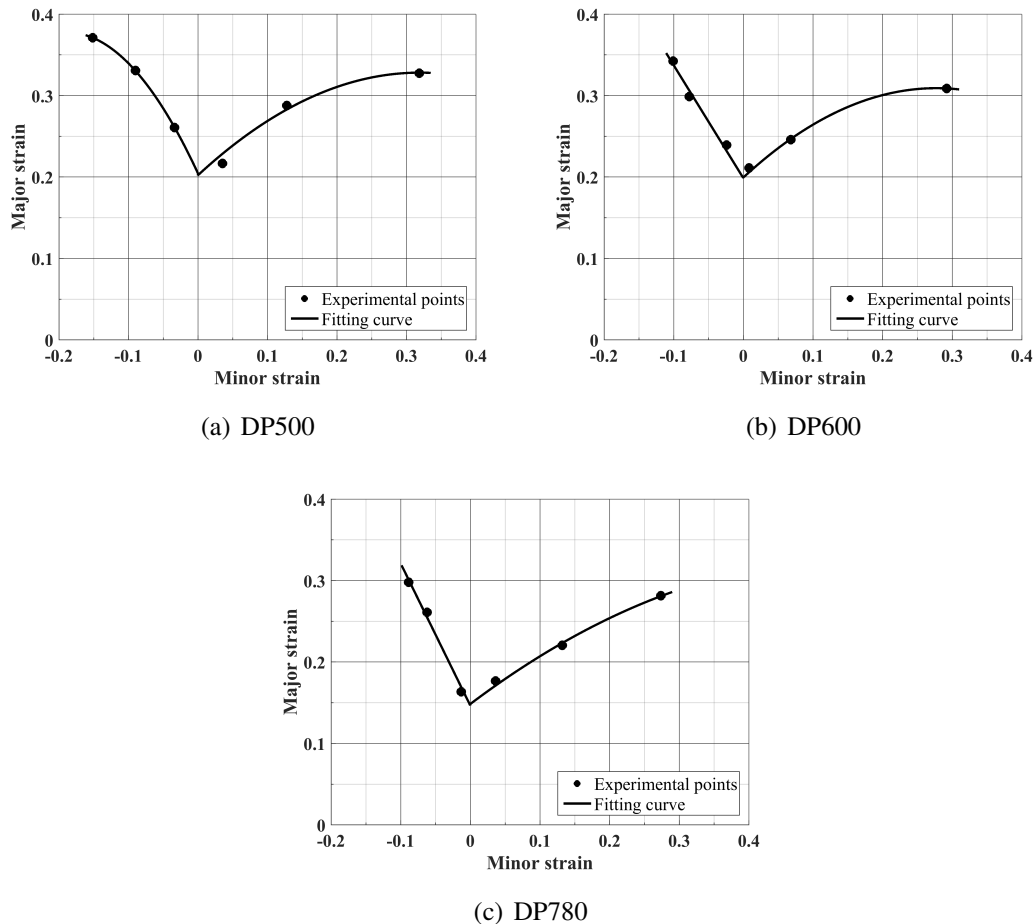 0.4
0.3
0.2
0.1
0
Major strain
-0.2 -0.1 0 0.1 0.2 0.3 0.4
Minor strain
Experimental points
Fitting curve
(a) DP500
0.4
0.3
0.2
0.1
0
Major strain
-0.2 -0.1 0 0.1 0.2 0.3 0.4
Minor strain
Experimental points
Fitting curve
(b) DP600
0.4
0.3
0.2
0.1
0
Major strain
-0.2 -0.1 0 0.1 0.2 0.3 0.4
Minor strain
Experimental points
Fitting curve
(c) DP780